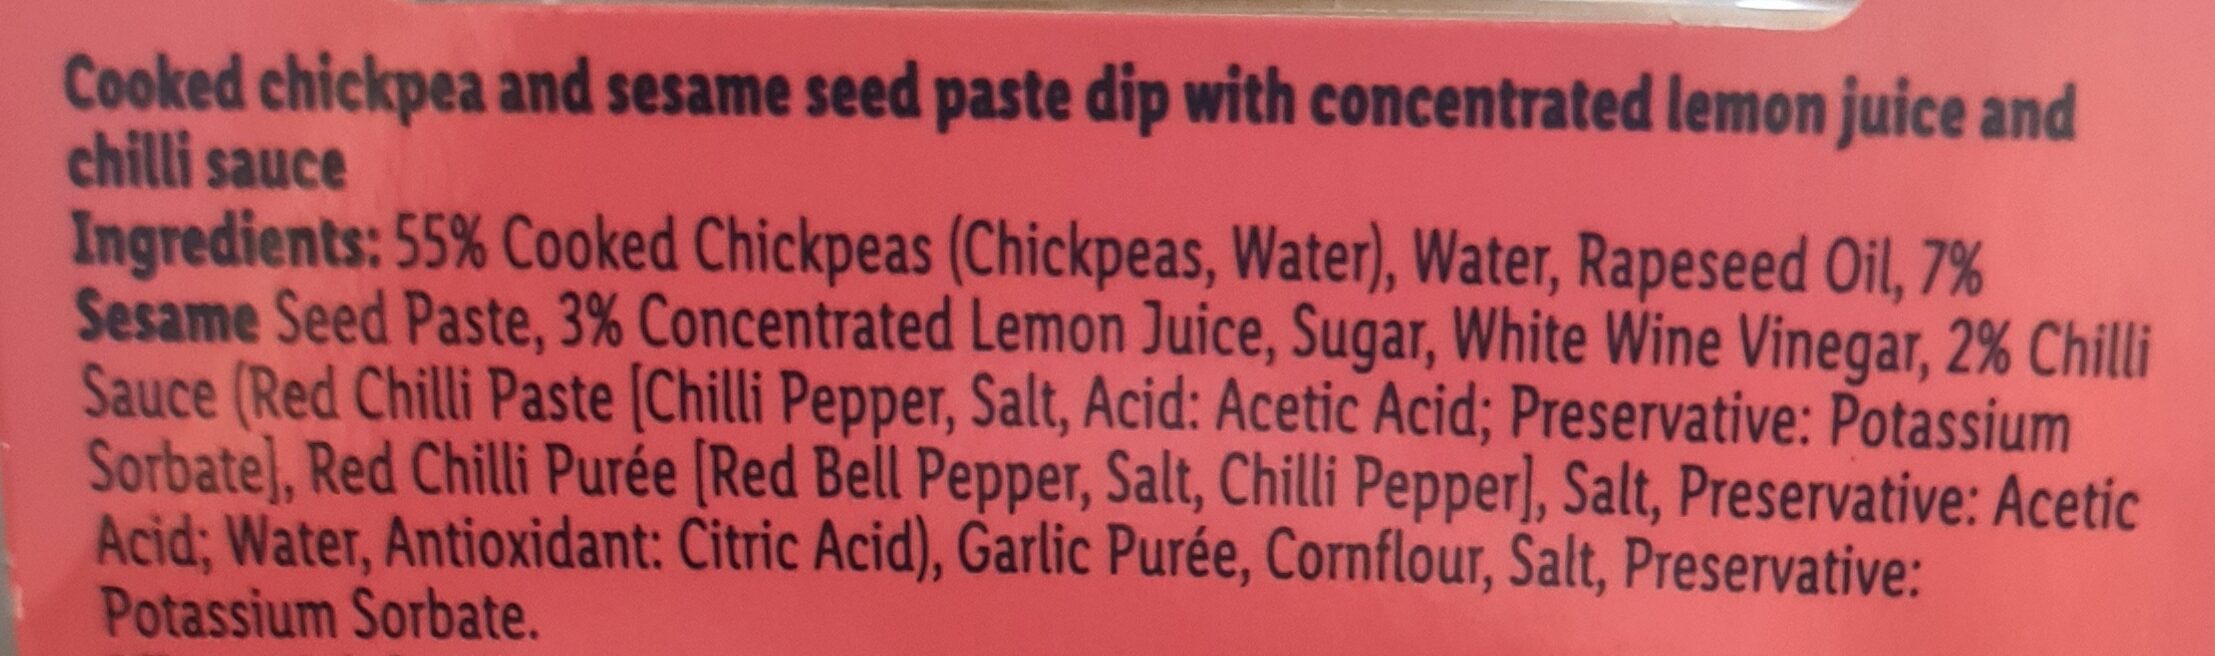 Cooked chickpea and sesame seed paste dip with concentrated lemon juice and
chilli sauce
Ingredients: 55% Cooked Chickpeas (Chickpeas, Water), Water, Rapeseed Oil, 7%
Sesame Seed Paste, 3% Concentrated Lemon Juice, Sugar, White Wine Vinegar, 2% Chilli
Sauce (Red Chilli Paste [Chilli Pepper, Salt, Acid: Acetic Acid; Preservative: Potassium
Sorbate], Red Chilli Purée [Red Bell Pepper, Salt, Chilli Pepper], Salt, Preservative: Acetic
Acid; Water, Antioxidant: Citric Acid), Garlic Purée, Cornflour, Salt, Preservative:
Potassium Sorbate.